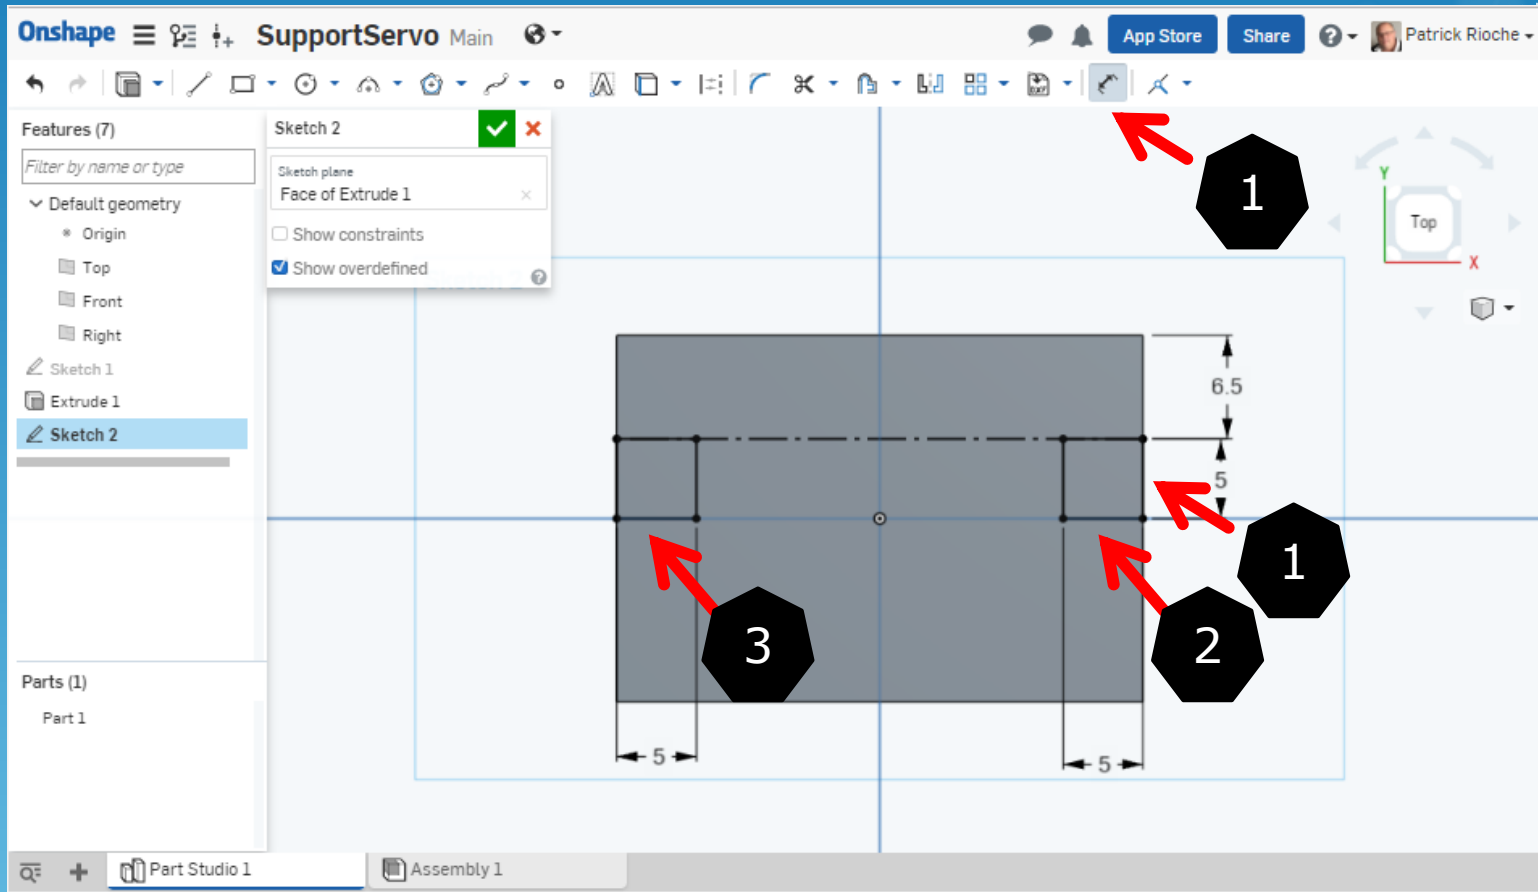 Onshape SupportServo Main App Store Share Patrick Rioche
Features (7)
Filter by name or type
Default geometry
Origin
Top
Front
Right
Sketch 1
Extrude 1
Sketch 2
Parts (1)
Part 1
Sketch 2
Sketch plane
Face of Extrude 1
Show constraints
Show overdefined
1
Y
Top
X
6.5
5
1
2
3
5
5
Part Studio 1
Assembly 1